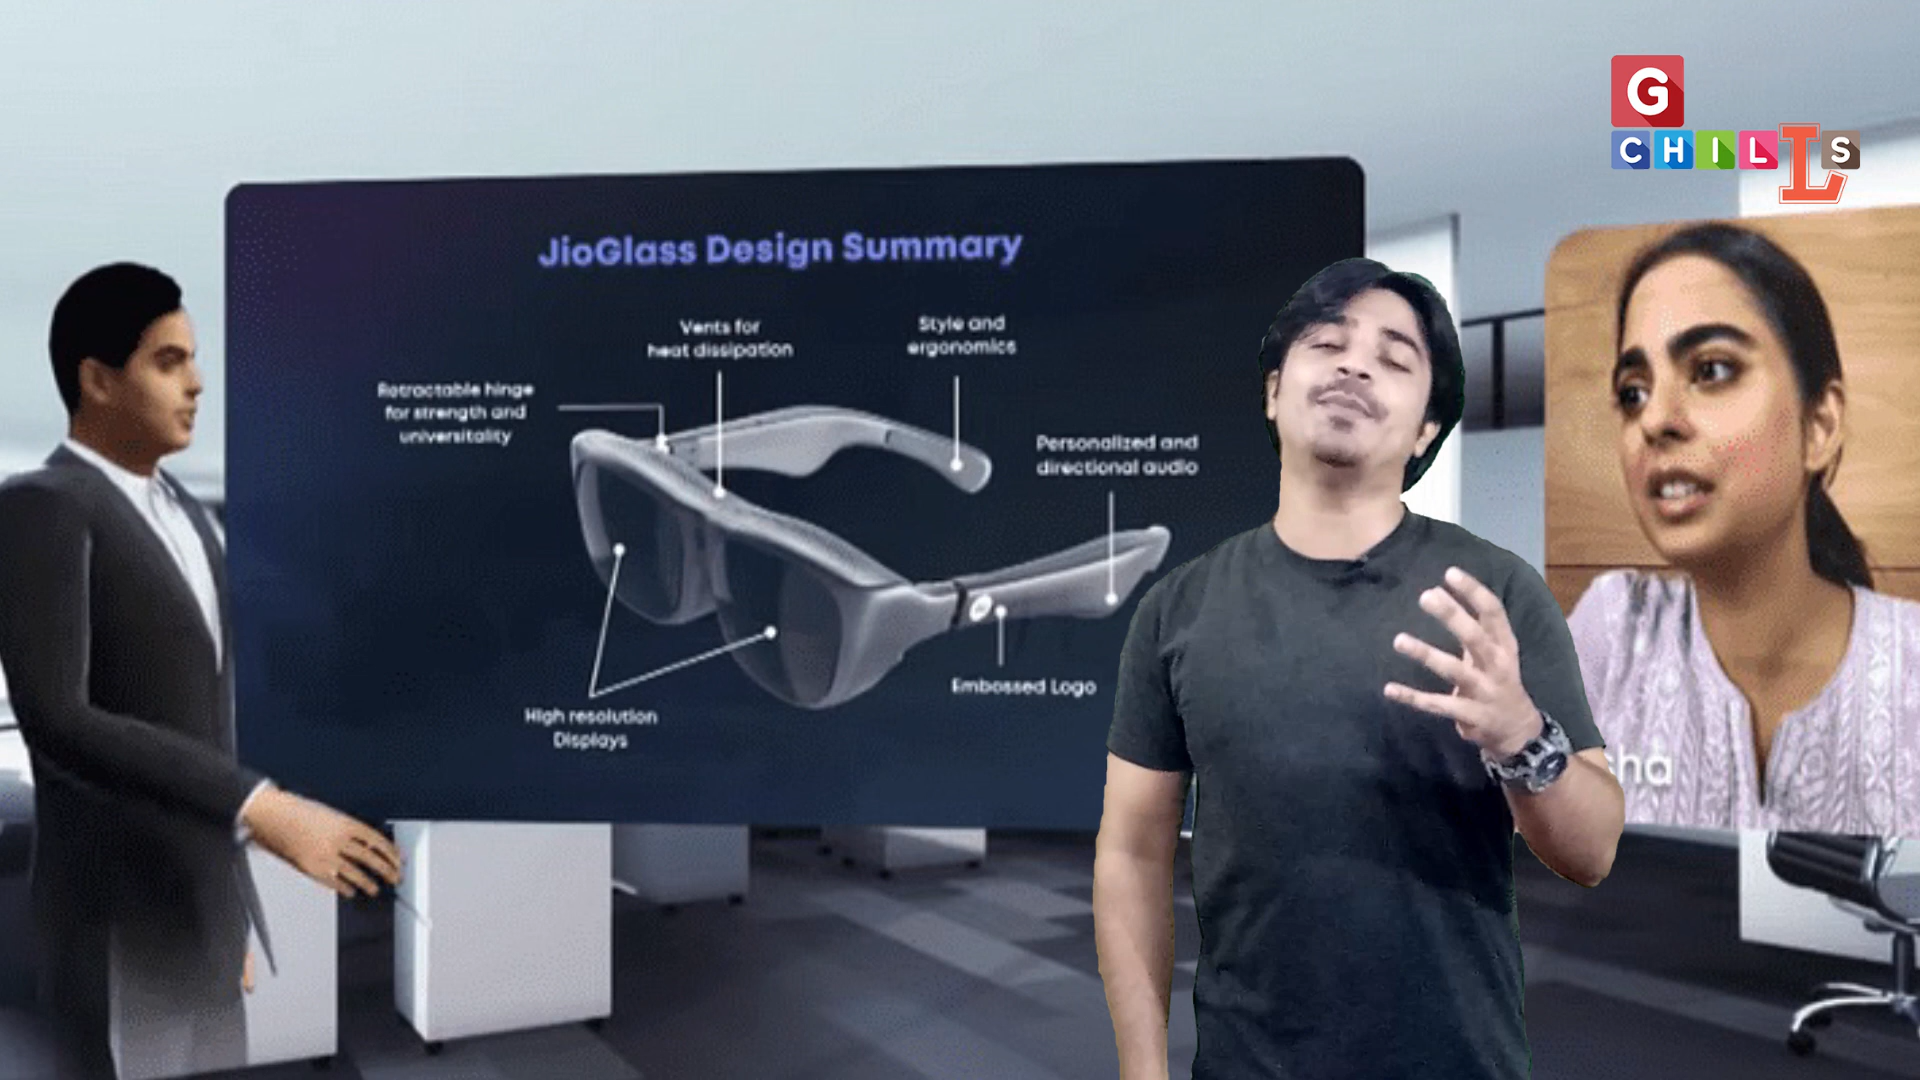 G
CHILLS
JioGlass Design Summary
Vents for
heat dissipation
Style and
ergonomics
Retractable hinge
for strength and
universitality
Personalized and
directional audio
Embossed Logo
High resolution
Displays
sha